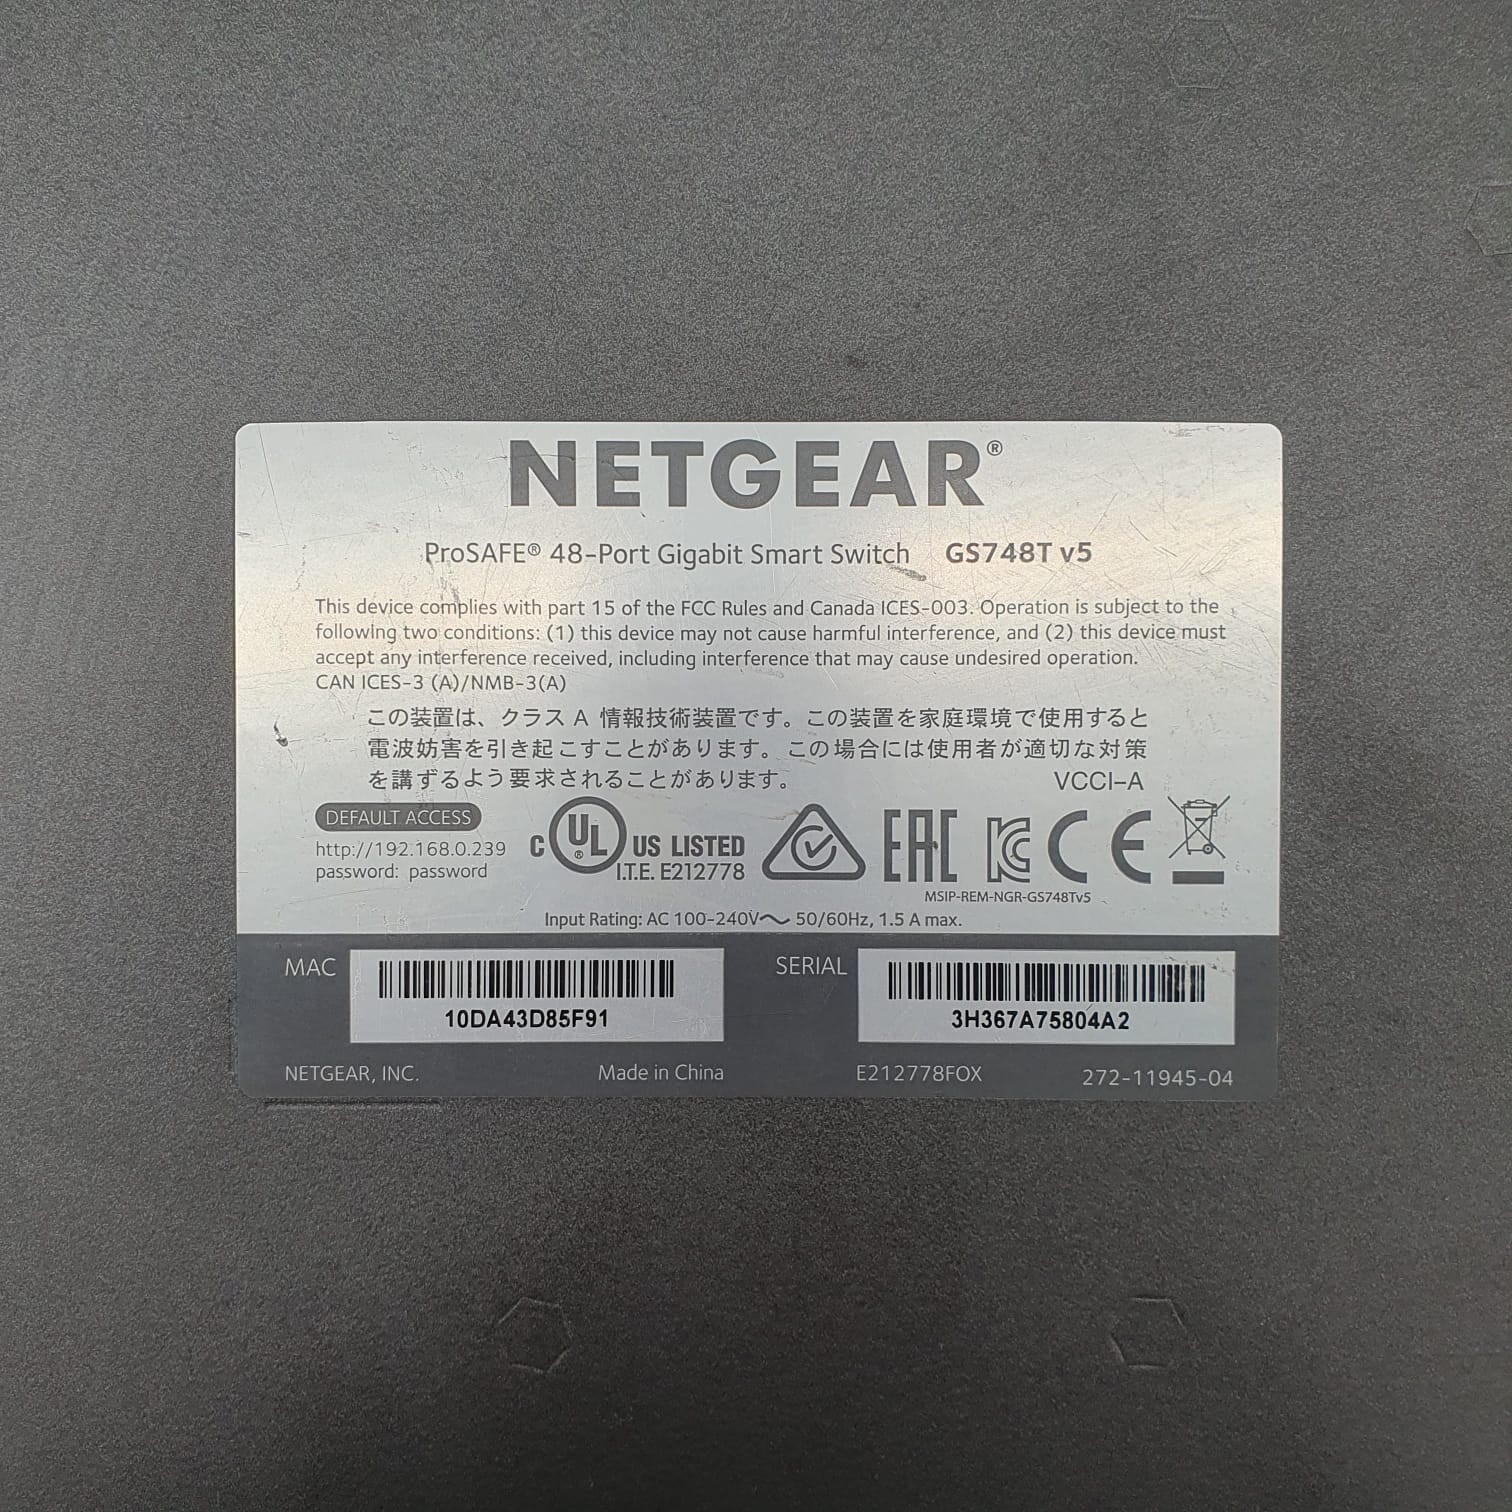 NETGEAR®
ProSAFE® 48-Port Gigabit Smart Switch GS748T v5
This device complies with part 15 of the FCC Rules and Canada ICES-003. Operation is subject to the
following two conditions: (1) this device may not cause harmful interference, and (2) this device must
accept any interference received, including interference that may cause undesired operation.
CAN ICES-3 (A)/NMB-3(A)
この装置は、クラス A 情報技術装置です。この装置を家庭環境で使用すると
電波妨害を引き起こすことがあります。この場合には使用者が適切な対策
を講ずるよう要求されることがあります。 VCCI-A
DEFAULT ACCESS
http://192.168.0.239
password: password
C UL® US LISTED
I.T.E. E212778
EAC KC CE
MSIP-REM-NGR-GS748Tv5
Input Rating: AC 100-240V～ 50/60Hz, 1.5 A max.
MAC
10DA43D85F91
SERIAL
3H367A75804A2
NETGEAR, INC. Made in China E212778FOX 272-11945-04